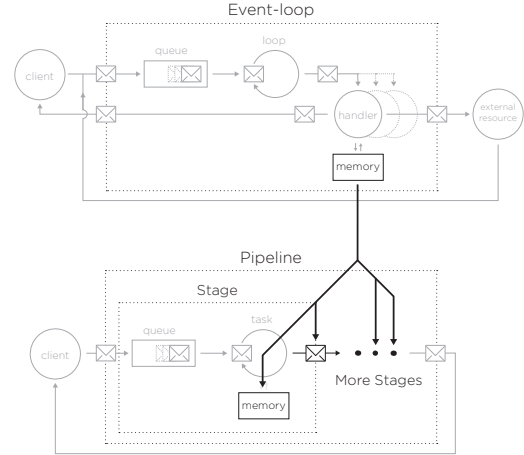 Event-loop
queue
loop
client
handler
external
resource
memory
Pipeline
Stage
queue
task
client
More Stages
memory